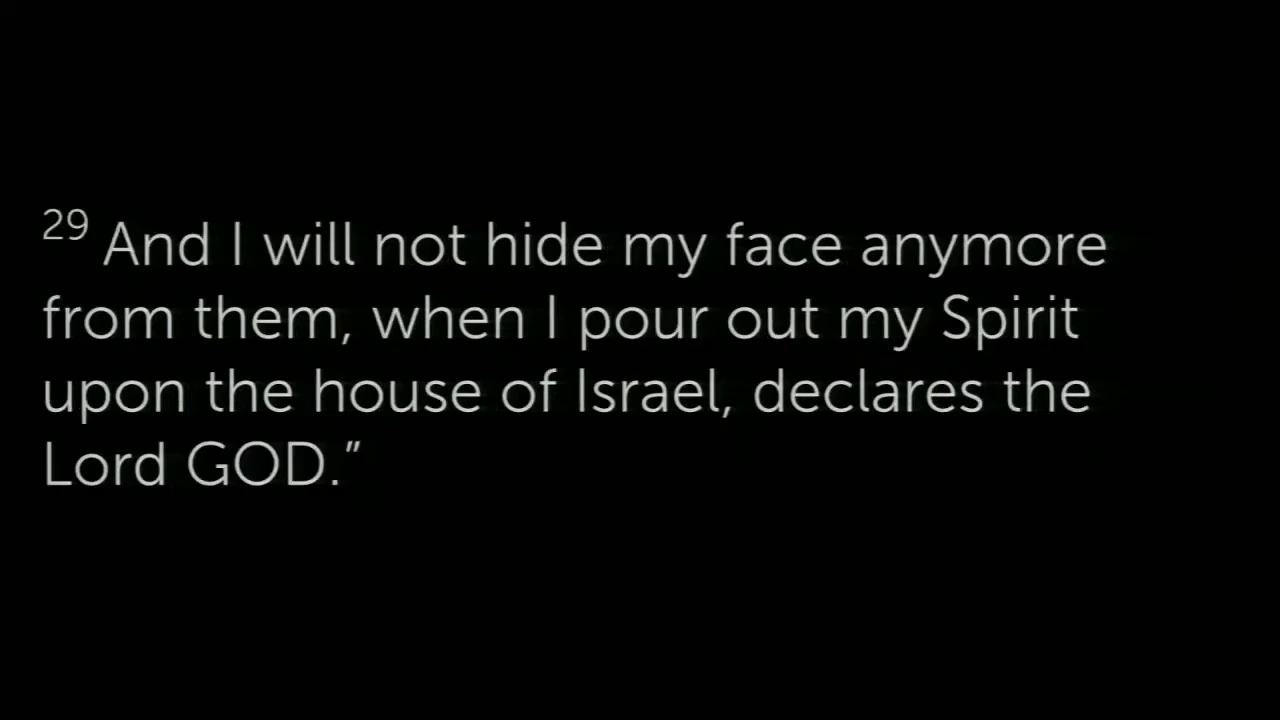 29 And I will not hide my face anymore
from them, when I pour out my Spirit
upon the house of Israel, declares the
Lord GOD.”